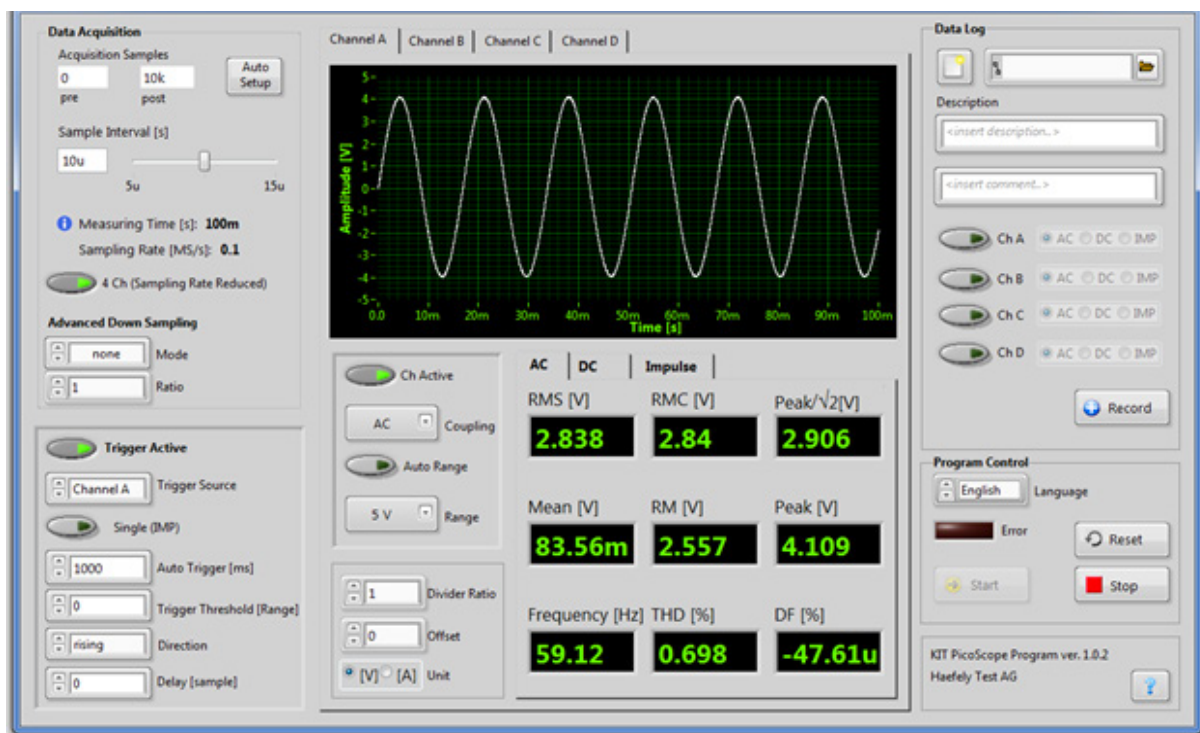 Data Acquisition
Acquisition Samples
0 10k
pre post
Auto
Setup
Sample Interval [s]
10u
5u 15u
Measuring Time [s]: 100m
Sampling Rate [MS/s]: 0.1
4 Ch (Sampling Rate Reduced)
Advanced Down Sampling
none Mode
1 Ratio
Trigger Active
Channel A Trigger Source
Single (IMP)
1000 Auto Trigger [ms]
0 Trigger Threshold [Range]
rising Direction
0 Delay [sample]
Channel A Channel B Channel C Channel D
Amplitude [V]
5
4
3
2
1
0
-1
-2
-3
-4
-5
0.0 10m 20m 30m 40m 50m 60m 70m 80m 90m 100m
Time [s]
Ch Active
AC Coupling
Auto Range
5 V Range
1 Divider Ratio
0 Offset
[V] [A] Unit
AC DC Impulse
RMS [V] RMC [V] Peak/√2[V]
2.838 2.84 2.906
Mean [V] RM [V] Peak [V]
83.56m 2.557 4.109
Frequency [Hz] THD [%] DF [%]
59.12 0.698 -47.61u
Data Log
Description
<insert description..>
<insert comment..>
Ch A AC DC IMP
Ch B AC DC IMP
Ch C AC DC IMP
Ch D AC DC IMP
Record
Program Control
English Language
Error Reset
Start Stop
KIT PicoScope Program ver. 1.0.2
Haefely Test AG
?